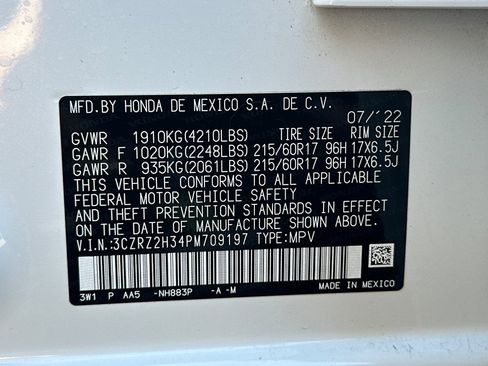 MFD.BY HONDA DE MEXICO S.A. DE C.V.
07/'22
GVWR 1910KG(4210LBS) TIRE SIZE RIM SIZE
GAWR F 1020KG(2248LBS) 215/60R17 96H 17X6.5J
GAWR R 935KG(2061LBS) 215/60R17 96H 17X6.5J
THIS VEHICLE CONFORMS TO ALL APPLICABLE
FEDERAL MOTOR VEHICLE SAFETY
AND THEFT PREVENTION STANDARDS IN EFFECT
ON THE DATE OF MANUFACTURE SHOWN ABOVE.
V.I.N.:3CZRZ2H34PM709197 TYPE:MPV
3W1 P AA5 -NH883P -A -M MADE IN MEXICO